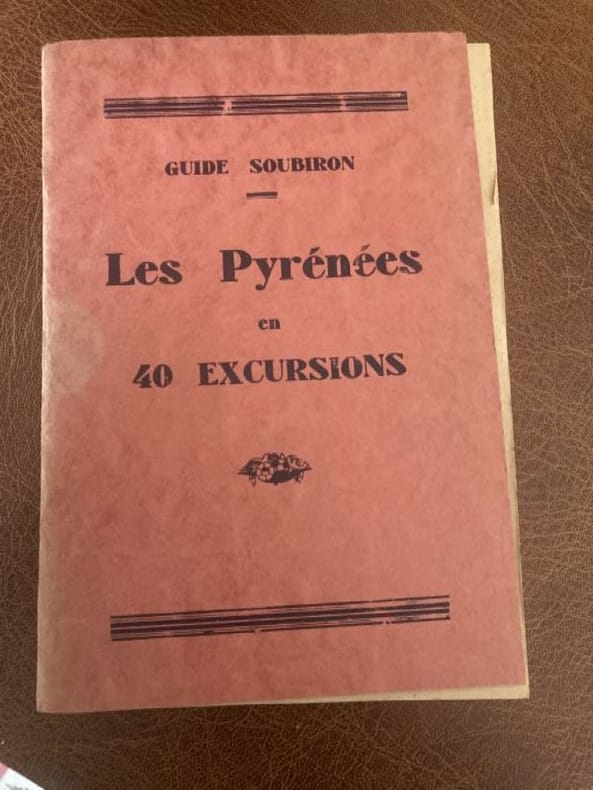 GUIDE SOUBIRON
Les Pyrénées
en
40 EXCURSIONS